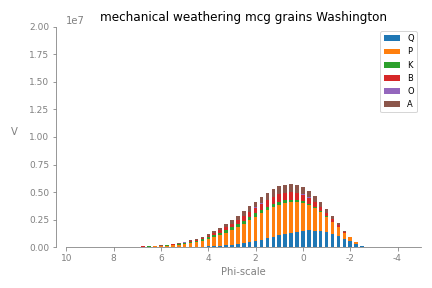 mechanical weathering mcg grains Washington
1e7
2.00
1.75
1.50
1.25
1.00
0.75
0.50
0.25
0.00
V
Q
P
K
B
O
A
10 8 6 4 2 0 -2 -4
Phi-scale